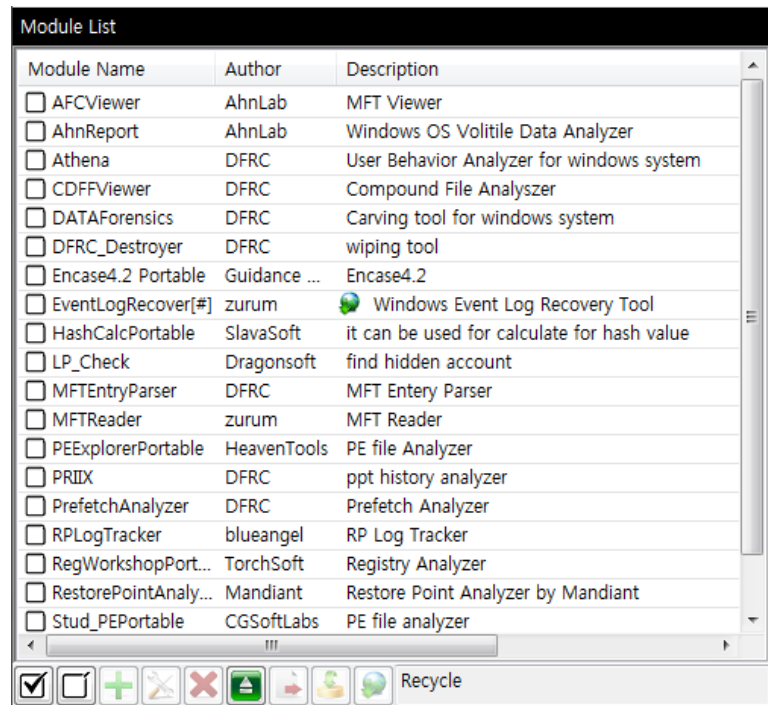 Module List
Module Name Author Description
AFCViewer AhnLab MFT Viewer
AhnReport AhnLab Windows OS Volitile Data Analyzer
Athena DFRC User Behavior Analyzer for windows system
CDFFViewer DFRC Compound File Analyszer
DATAForensics DFRC Carving tool for windows system
DFRC_Destroyer DFRC wiping tool
Encase4.2 Portable Guidance ... Encase4.2
EventLogRecover[#] zurum Windows Event Log Recovery Tool
HashCalcPortable SlavaSoft it can be used for calculate for hash value
LP_Check Dragonsoft find hidden account
MFTEntryParser DFRC MFT Entery Parser
MFTReader zurum MFT Reader
PEExplorerPortable HeavenTools PE file Analyzer
PRIIX DFRC ppt history analyzer
PrefetchAnalyzer DFRC Prefetch Analyzer
RPLogTracker blueangel RP Log Tracker
RegWorkshopPort... TorchSoft Registry Analyzer
RestorePointAnaly... Mandiant Restore Point Analyzer by Mandiant
Stud_PEPortable CGSoftLabs PE file analyzer
Recycle